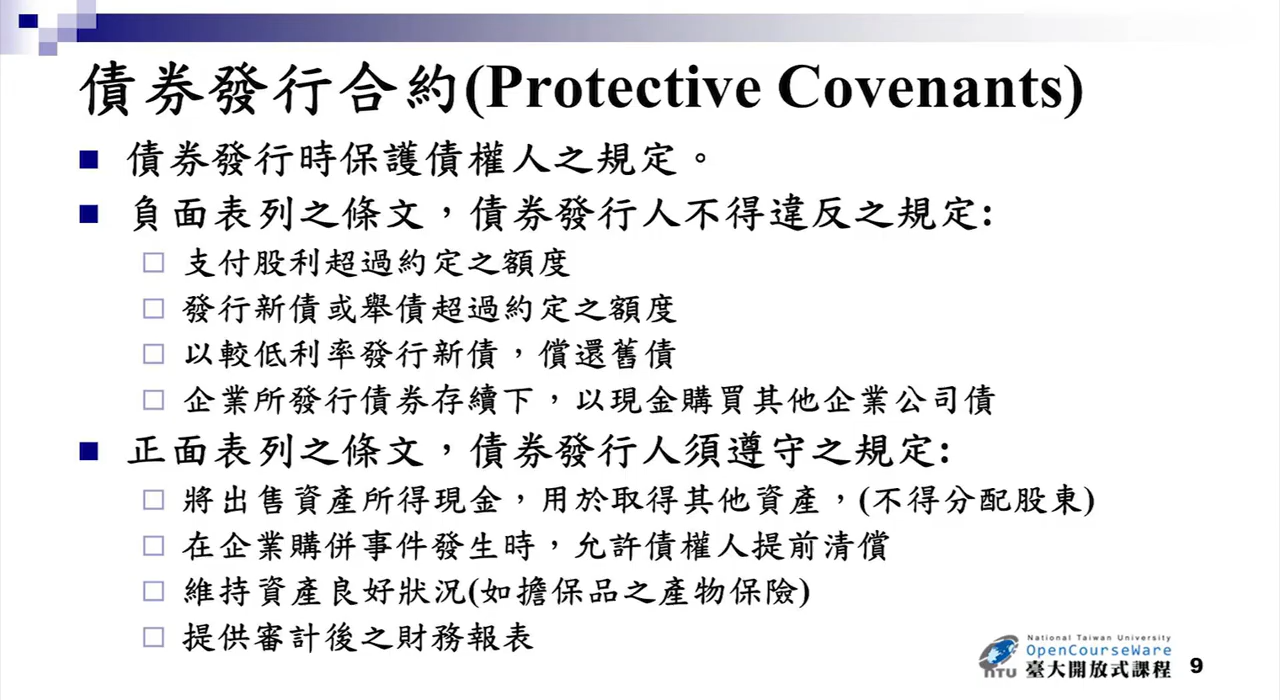 債券發行合約(Protective Covenants)
債券發行時保護債權人之規定。
負面表列之條文，債券發行人不得違反之規定:
支付股利超過約定之額度
發行新債或舉債超過約定之額度
以較低利率發行新債，償還舊債
企業所發行債券存續下，以現金購買其他企業公司債
正面表列之條文，債券發行人須遵守之規定:
將出售資產所得現金，用於取得其他資產，(不得分配股東)
在企業購併事件發生時，允許債權人提前清償
維持資產良好狀況(如擔保品之產物保險)
提供審計後之財務報表
National Taiwan University
OpenCourseWare
NTU 臺大開放式課程 9